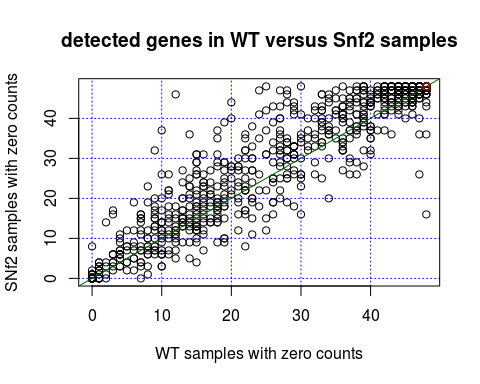 detected genes in WT versus Snf2 samples
SNf2 samples with zero counts
40
30
20
10
0
0 10 20 30 40
WT samples with zero counts